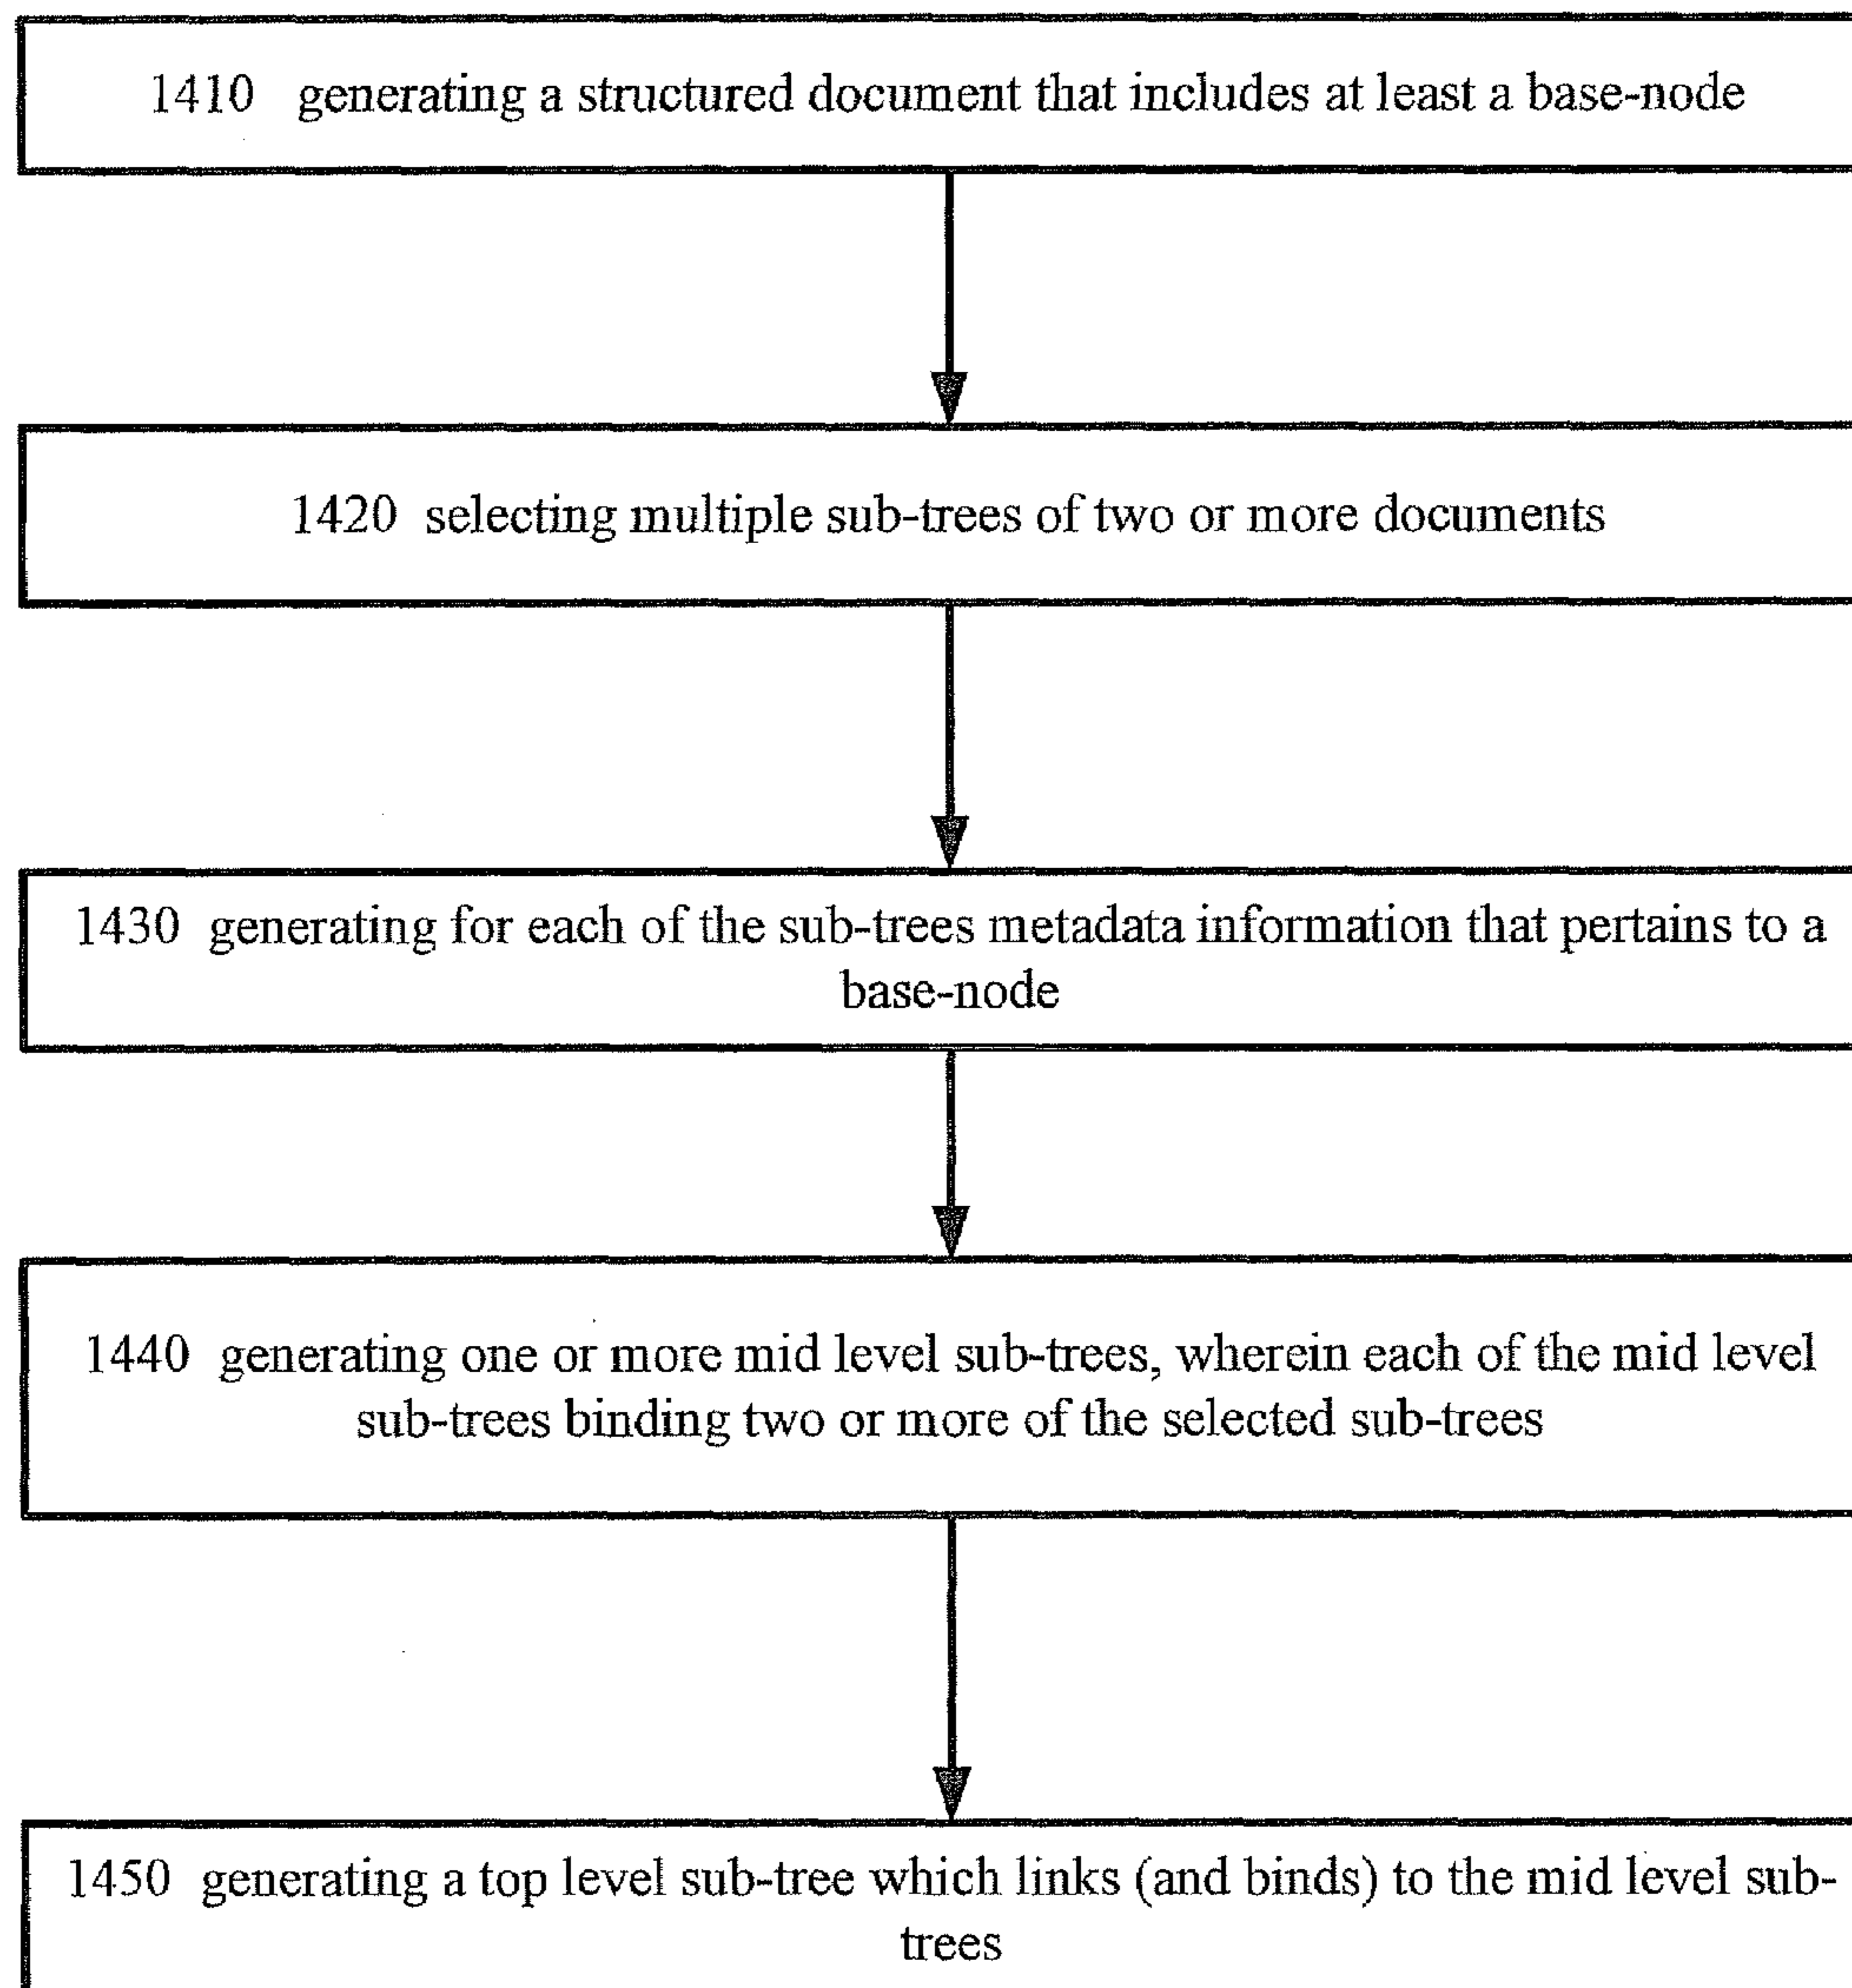 1410 generating a structured document that includes at least a base-node
1420 selecting multiple sub-trees of two or more documents
1430 generating for each of the sub-trees metadata information that pertains to a
base-node
1440 generating one or more mid level sub-trees, wherein each of the mid level
sub-trees binding two or more of the selected sub-trees
1450 generating a top level sub-tree which links (and binds) to the mid level sub-
trees